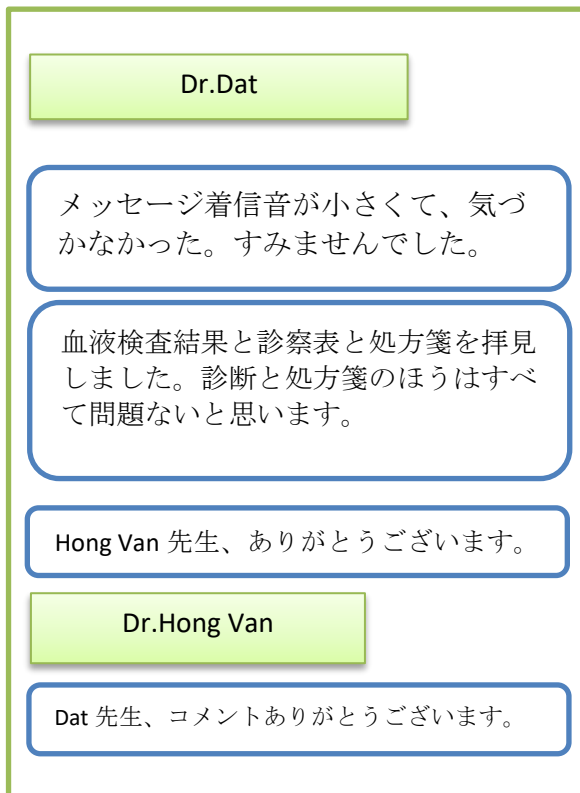 Dr.Dat
メッセージ着信音が小さくて、気づ
かなかった。すみませんでした。
血液検査結果と診察表と処方箋を拝見
しました。診断と処方箋のほうはすべ
て問題ないと思います。
Hong Van 先生、ありがとうございます。
Dr.Hong Van
Dat 先生、コメントありがとうございます。